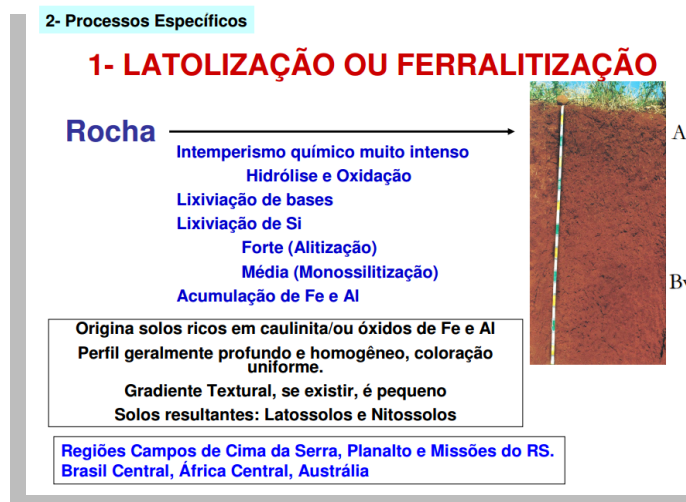 2- Processos Específicos
1- LATOLIZAÇÃO OU FERRALITIZAÇÃO
Rocha
Intemperismo químico muito intenso
Hidrólise e Oxidação
Lixiviação de bases
Lixiviação de Si
Forte (Alitização)
Média (Monossilitização)
Acumulação de Fe e Al
A
Origina solos ricos em caulinita/ou óxidos de Fe e Al
Perfil geralmente profundo e homogêneo, coloração
uniforme.
Gradiente Textural, se existir, é pequeno
Solos resultantes: Latossolos e Nitossolos
Regiões Campos de Cima da Serra, Planalto e Missões do RS.
Brasil Central, África Central, Austrália